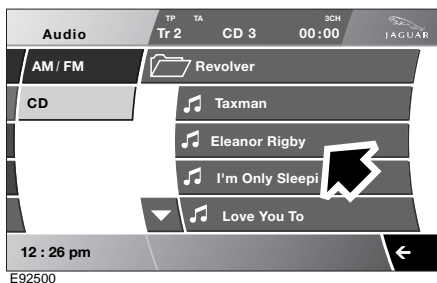 TP TA 3CH
Audio Tr 2 CD 3 00:00 JAGUAR
AM / FM Revolver
CD Taxman
Eleanor Rigby
I'm Only Sleepi
Love You To
12 : 26 pm
E92500